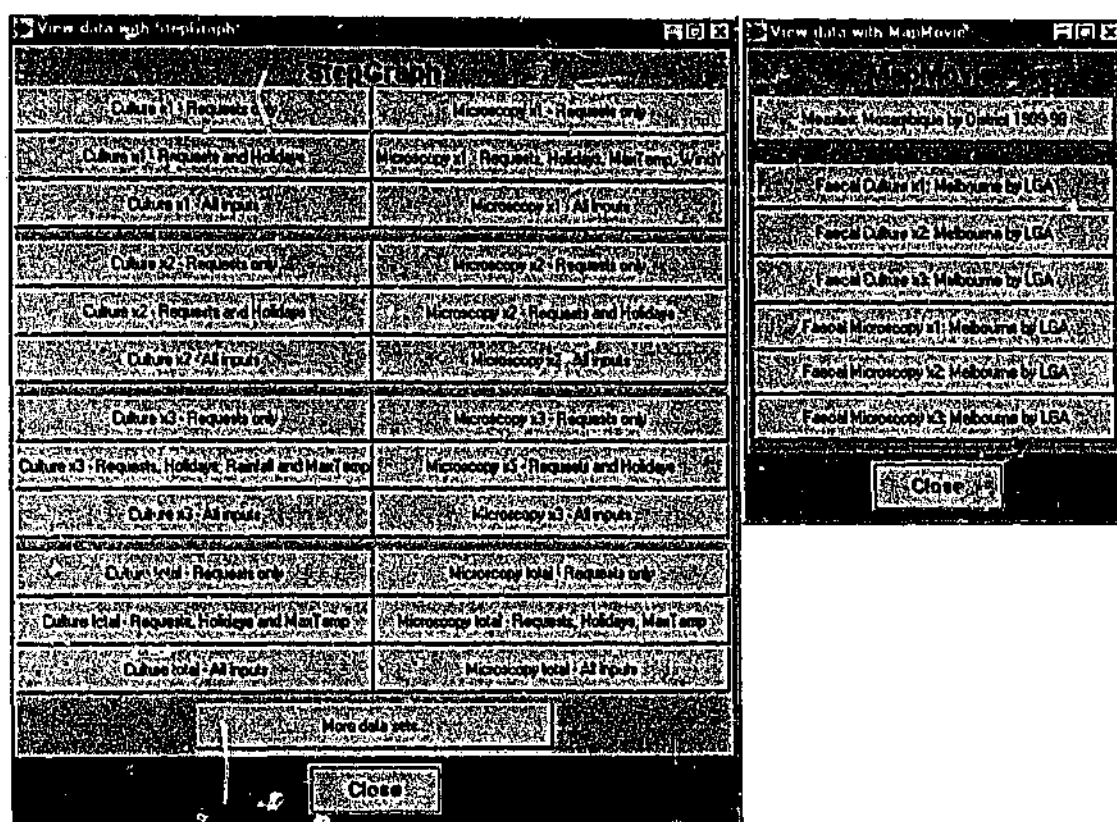 View data with 'StepGraph'
StepGraph
Culture x1 - Requests only
Microscopy x1 - Requests only
Culture x1 - Requests and Holidays
Microscopy x1 - Requests, Holidays, MaxTemp, WindY
Culture x1 - All inputs
Microscopy x1 - All inputs
Culture x2 - Requests only
Microscopy x2 - Requests only
Culture x2 - Requests and Holidays
Microscopy x2 - Requests and Holidays
Culture x2 - All inputs
Microscopy x2 - All inputs
Culture x3 - Requests only
Microscopy x3 - Requests only
Culture x3 - Requests, Holidays, Rainfall and MaxTemp
Microscopy x3 - Requests and Holidays
Culture x3 - All inputs
Microscopy x3 - All inputs
Culture total - Requests only
Microscopy total - Requests only
Culture total - Requests, Holidays and MaxTemp
Microscopy total - Requests, Holidays, MaxTemp
Culture total - All inputs
Microscopy total - All inputs
More data sets
Close
View data with MapMovie
MapMovie
Measles: Mozambique by District
Faecal Culture x1: Melbourne by LGA
Faecal Culture x2: Melbourne by LGA
Faecal Culture x3: Melbourne by LGA
Faecal Microscopy x1: Melbourne by LGA
Faecal Microscopy x2: Melbourne by LGA
Faecal Microscopy x3: Melbourne by LGA
Close